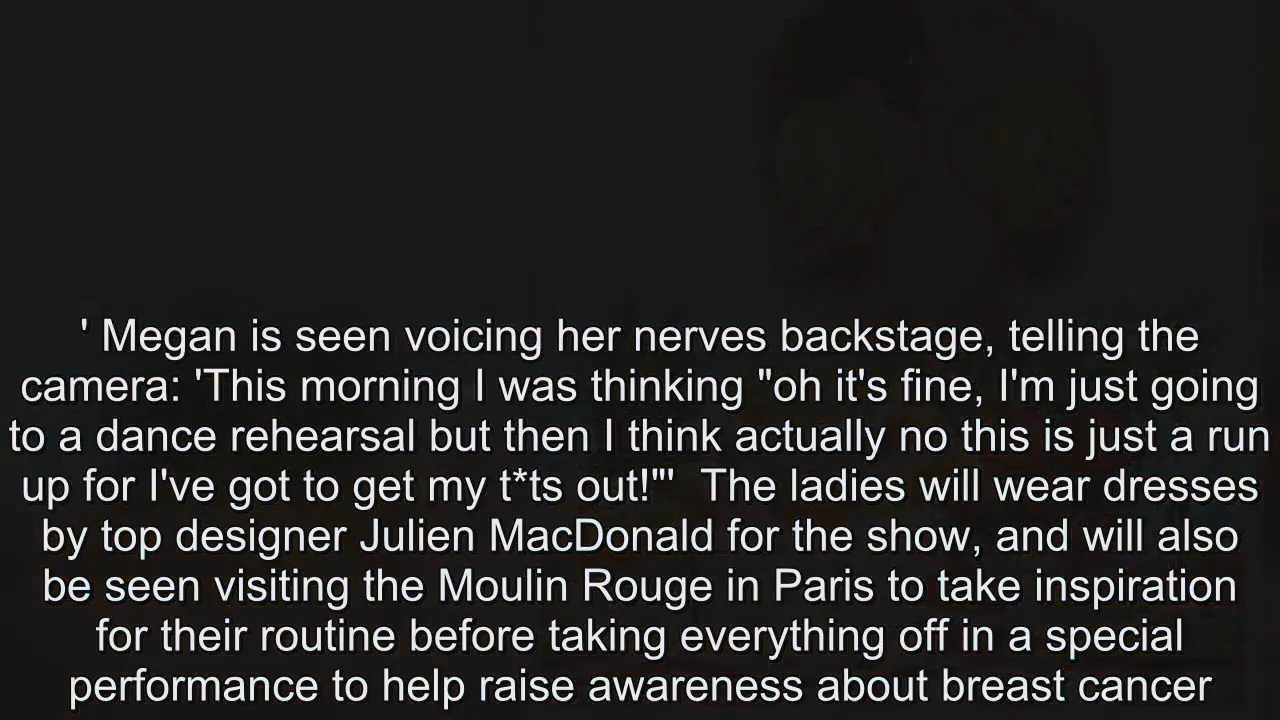 ' Megan is seen voicing her nerves backstage, telling the
camera: 'This morning I was thinking "oh it's fine, I'm just going
to a dance rehearsal but then I think actually no this is just a run
up for I've got to get my t*ts out!"'  The ladies will wear dresses
by top designer Julien MacDonald for the show, and will also
be seen visiting the Moulin Rouge in Paris to take inspiration
for their routine before taking everything off in a special
performance to help raise awareness about breast cancer